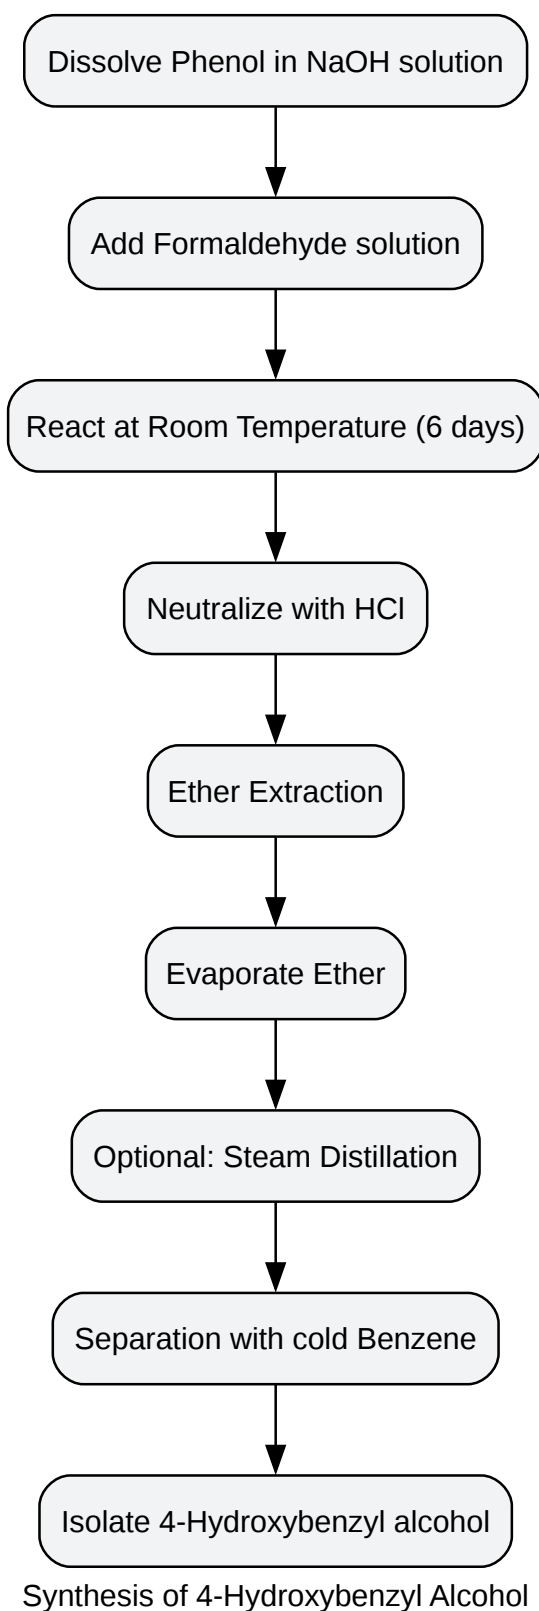 Dissolve Phenol in NaOH solution
Add Formaldehyde solution
React at Room Temperature (6 days)
Neutralize with HCl
Ether Extraction
Evaporate Ether
Optional: Steam Distillation
Separation with cold Benzene
Isolate 4-Hydroxybenzyl alcohol
Synthesis of 4-Hydroxybenzyl Alcohol